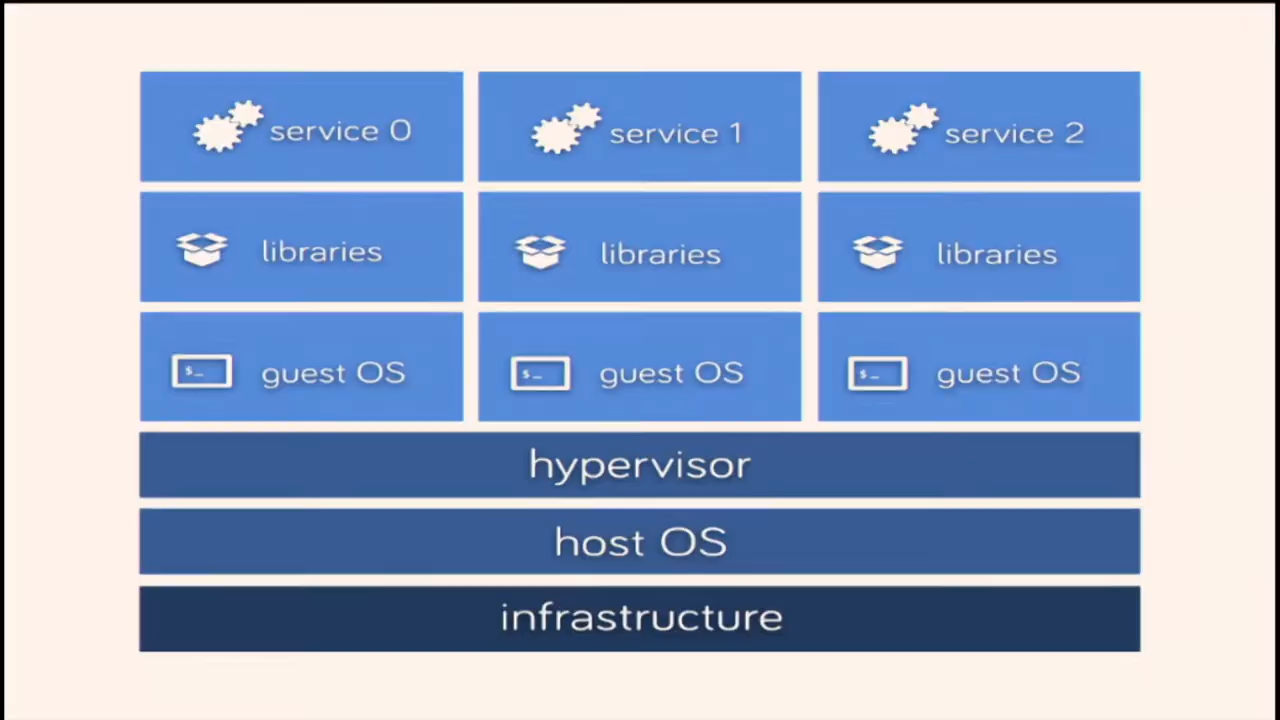 service 0
service 1
service 2
libraries
libraries
libraries
$_
guest OS
$_
guest OS
$_
guest OS
hypervisor
host OS
infrastructure